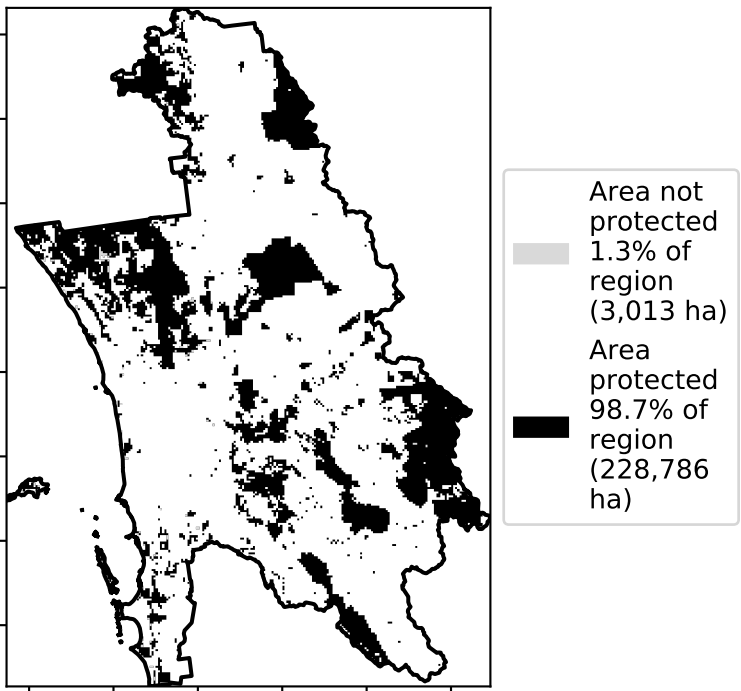 Area not
protected
1.3% of
region
(3,013 ha)
Area
protected
98.7% of
region
(228,786
ha)